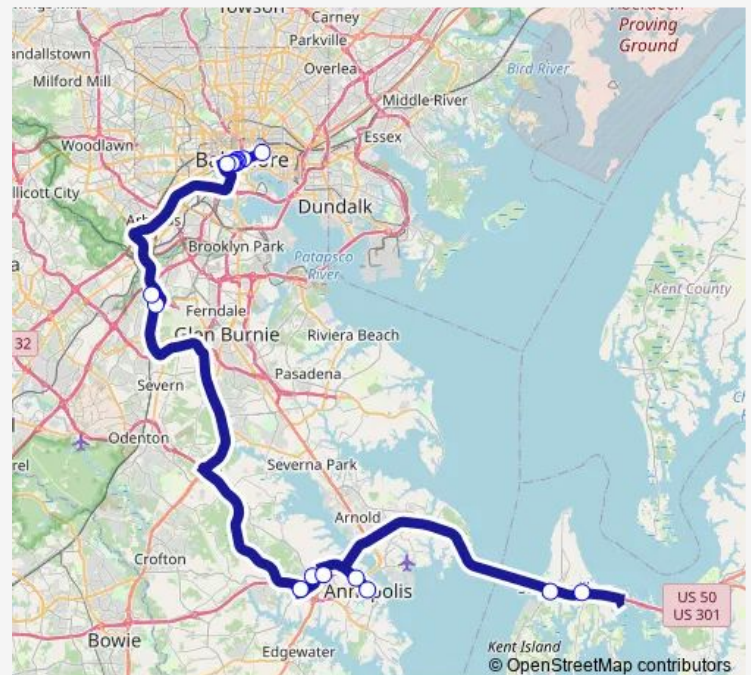 Towson
Carney
Parkville
Aberdeen
Proving
Ground
andallstown
Overlea
Bird River
Milford Mill
Middle River
Essex
Woodlawn
llicott City
Dundalk
Brooklyn Park
Patapsco
River
Kent County
Ferndale
Glen Burnie
Riviera Beach
32
Pasadena
Severn
Odenton
Severna Park
Arnold
Crofton
US 50
US 301
Bowie
Edgewater
Kent Island
© OpenStreetMap contributors